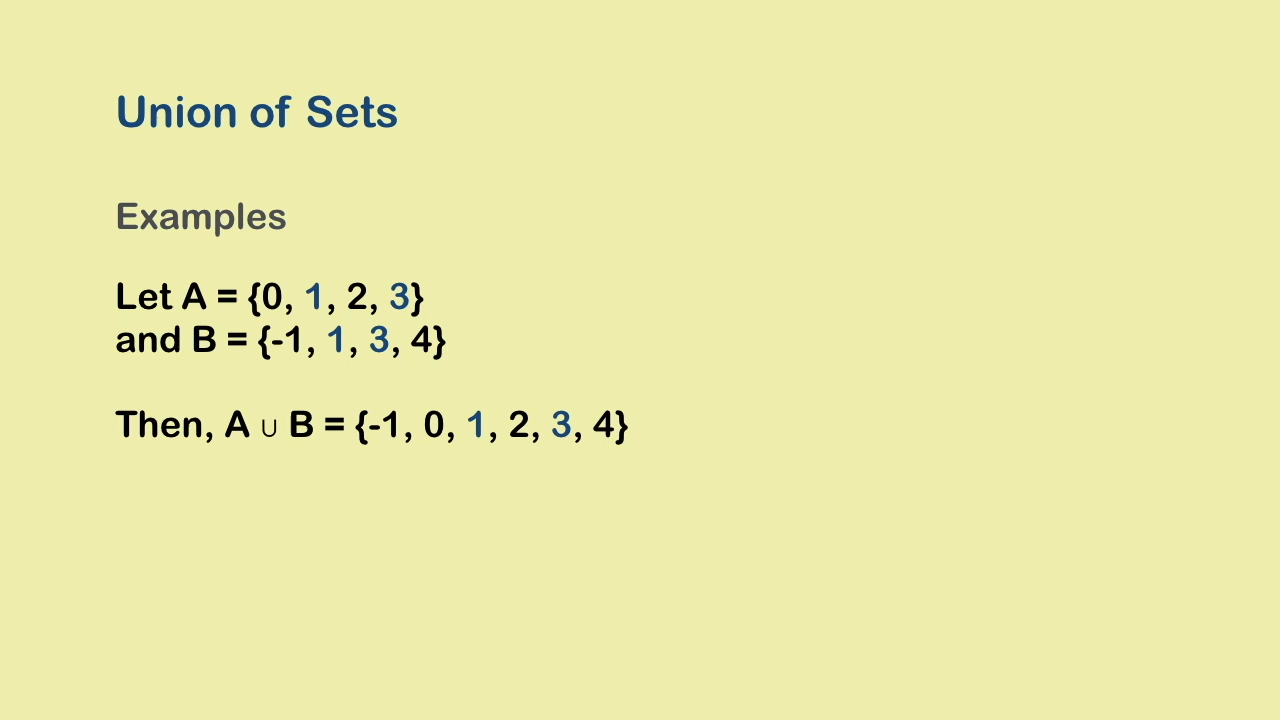 Union of Sets
Examples
Let A = {0, 1, 2, 3}
and B = {-1, 1, 3, 4}
Then, A ∪ B = {-1, 0, 1, 2, 3, 4}